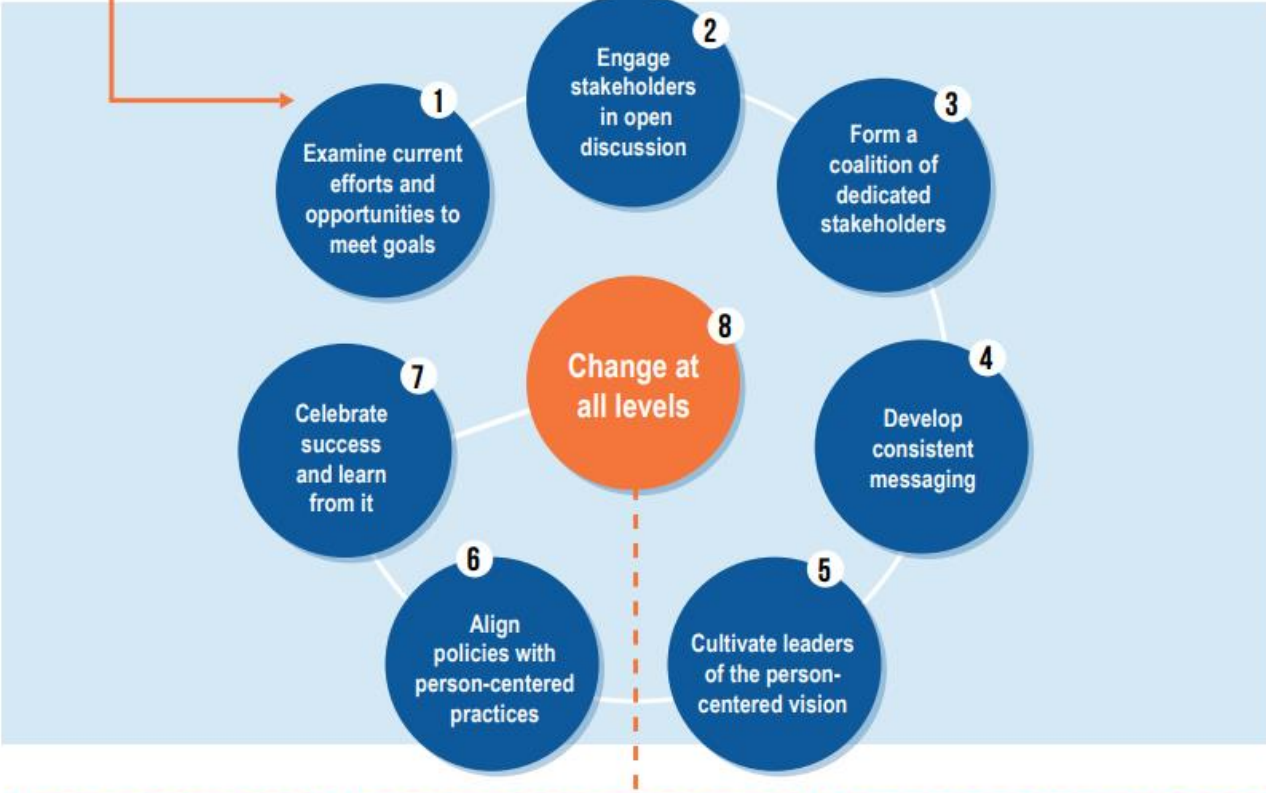 1
Examine current
efforts and
opportunities to
meet goals
2
Engage
stakeholders
in open
discussion
3
Form a
coalition of
dedicated
stakeholders
4
Develop
consistent
messaging
5
Cultivate leaders
of the person-
centered vision
6
Align
policies with
person-centered
practices
7
Celebrate
success
and learn
from it
8
Change at
all levels